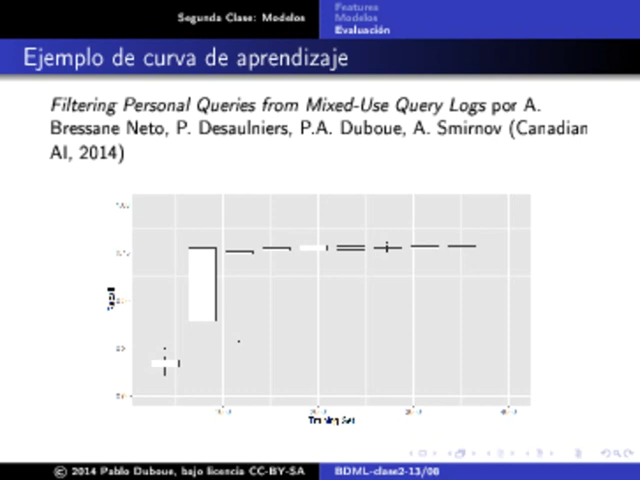 Segunda Clase: Modelos
Features
Modelos
Evaluación
Ejemplo de curva de aprendizaje
Filtering Personal Queries from Mixed-Use Query Logs por A.
Bressane Neto, P. Desaulniers, P.A. Duboue, A. Smirnov (Canadian
AI, 2014)
Training Set
© 2014 Pablo Duboue, bajo licencia CC-BY-SA
BDML-clase2-13/08